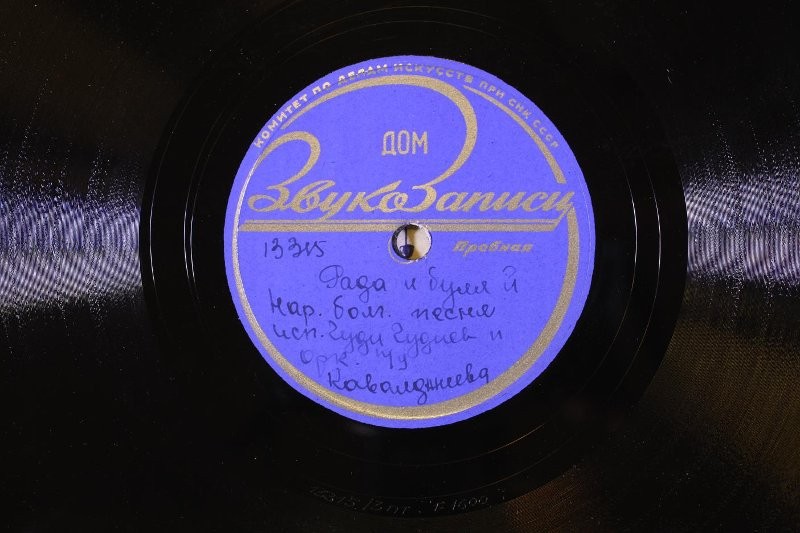 КОМИТЕТ ПО ДЕЛАМ ИСКУССТВ ПРИ СНК СССР
ДОМ
ЗвукоЗаписи
Пробная
13315
Рада и буля й
Нар. болг. песня
исп. Гуди Гудиев и
орк. п/у
Кавалджиева